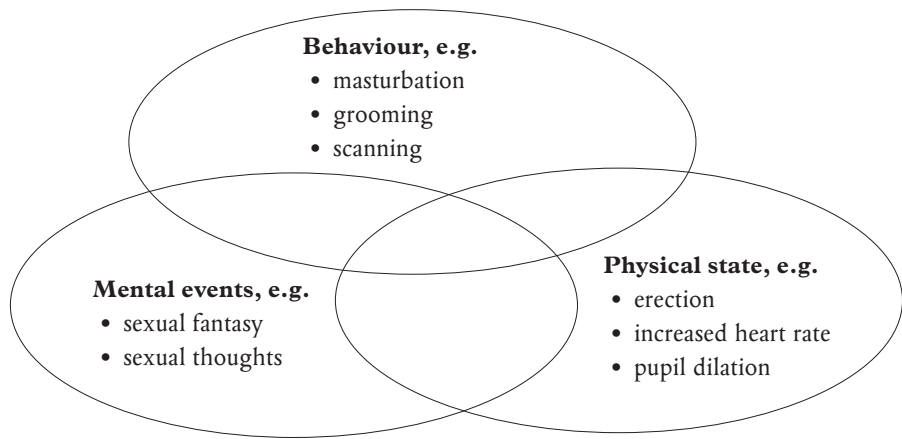 Behaviour, e.g.
• masturbation
• grooming
• scanning
Mental events, e.g.
• sexual fantasy
• sexual thoughts
Physical state, e.g.
• erection
• increased heart rate
• pupil dilation